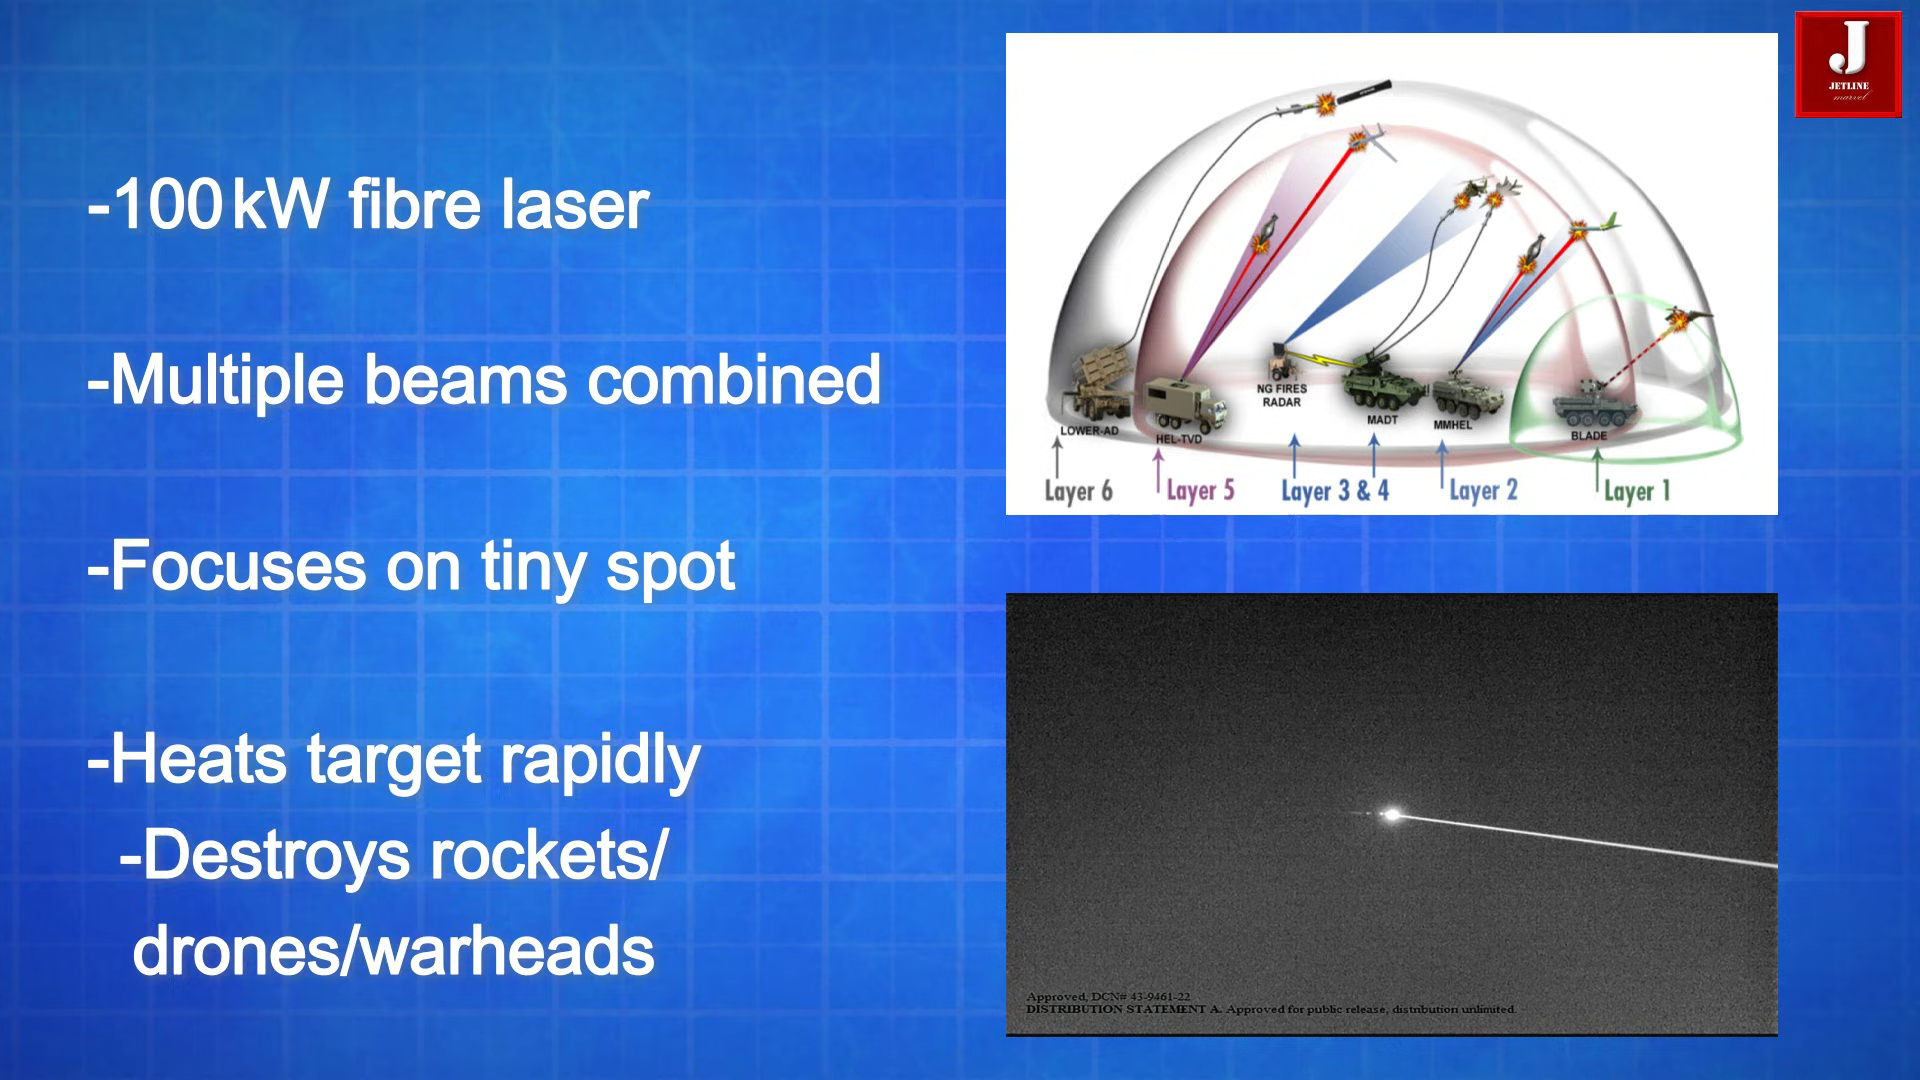 -100 kW fibre laser
-Multiple beams combined
-Focuses on tiny spot
-Heats target rapidly
-Destroys rockets/
drones/warheads
J
JETLINE
marvel
LOWER-AD
HEL-TVD
NG FIRES
RADAR
MADT
MMHEL
BLADE
Layer 6
Layer 5
Layer 3 & 4
Layer 2
Layer 1
Approved, DCN# 43-9461-22
DISTRIBUTION STATEMENT A. Approved for public release, distribution unlimited.